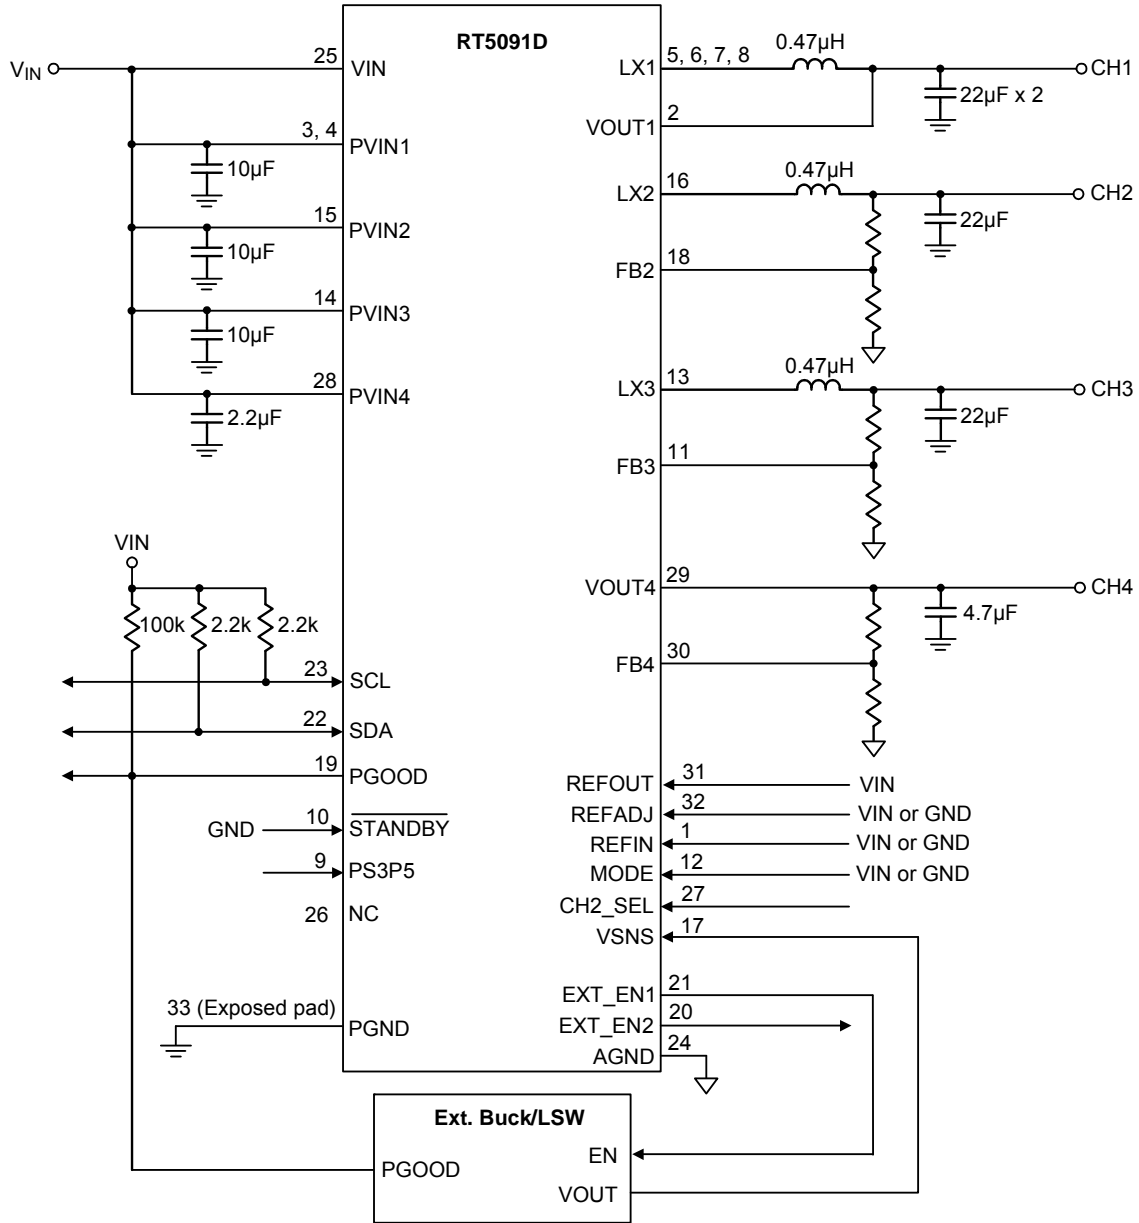 RT5091D
V_IN
25
VIN
3, 4
PVIN1
10µF
15
PVIN2
10µF
14
PVIN3
10µF
28
PVIN4
2.2µF
VIN
100k
2.2k
2.2k
23
SCL
22
SDA
19
PGOOD
GND
10
STANDBY
9
PS3P5
26
NC
33 (Exposed pad)
PGND
LX1
5, 6, 7, 8
0.47µH
CH1
22µF x 2
VOUT1
2
LX2
16
0.47µH
CH2
22µF
FB2
18
LX3
13
0.47µH
CH3
22µF
FB3
11
VOUT4
29
CH4
4.7µF
FB4
30
REFOUT
31
VIN
REFADJ
32
VIN or GND
REFIN
1
VIN or GND
MODE
12
VIN or GND
CH2_SEL
27
VSNS
17
EXT_EN1
21
EXT_EN2
20
AGND
24
Ext. Buck/LSW
PGOOD
EN
VOUT